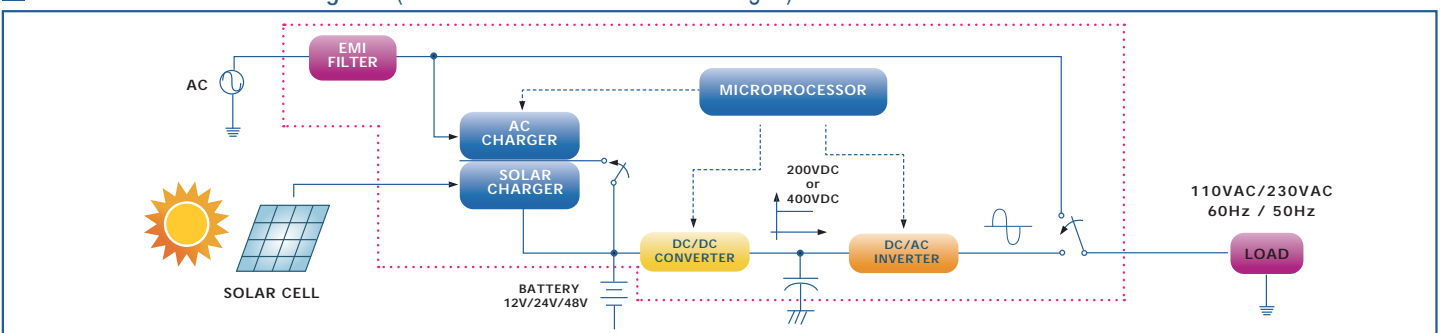 EMI
FILTER
AC
MICROPROCESSOR
AC
CHARGER
SOLAR
CHARGER
200VDC
or
400VDC
110VAC/230VAC
60Hz / 50Hz
DC/DC
CONVERTER
DC/AC
INVERTER
LOAD
SOLAR CELL
BATTERY
12V/24V/48V